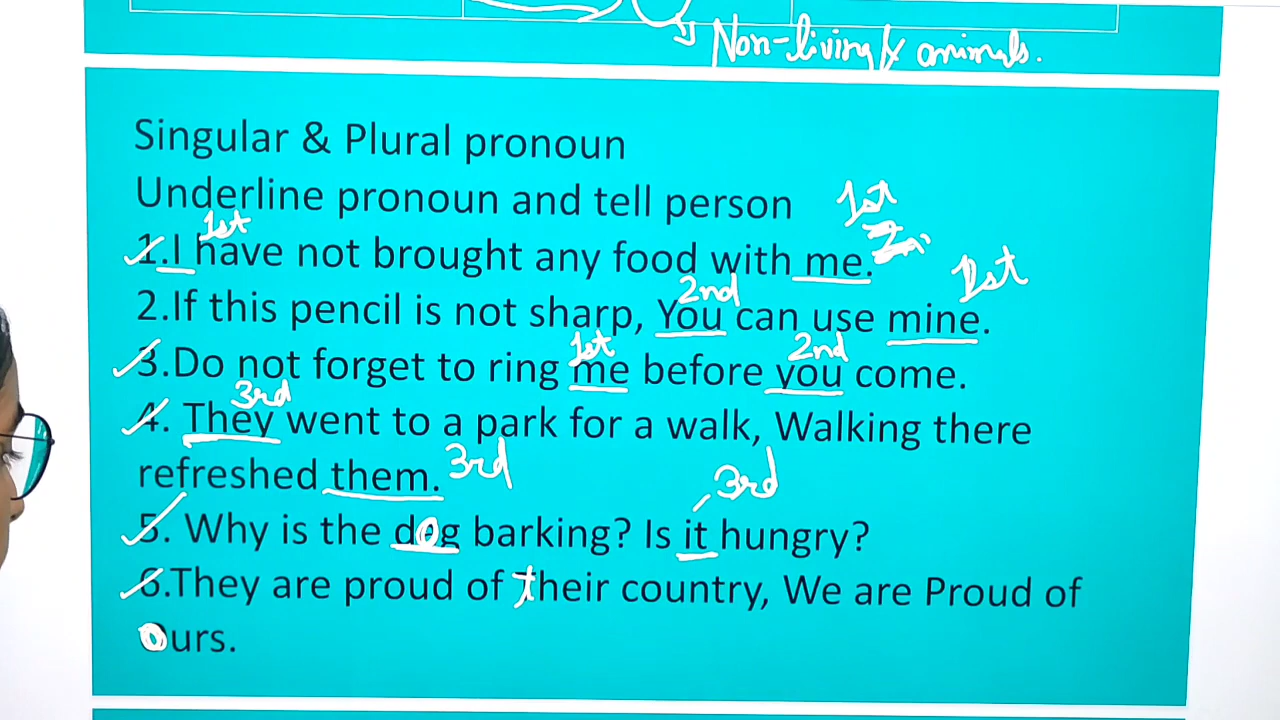 Non-living & animals.
Singular & Plural pronoun
Underline pronoun and tell person
1st
1st
1.I have not brought any food with me.
2nd
1st
2.If this pencil is not sharp, You can use mine.
1st
2nd
3.Do not forget to ring me before you come.
3rd
4. They went to a park for a walk, Walking there
refreshed them. 3rd
3rd
5. Why is the dog barking? Is it hungry?
6.They are proud of their country, We are Proud of
Ours.